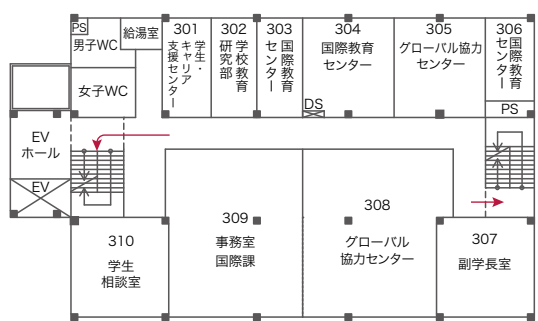 PS
男子WC
給湯室
女子WC
EV
ホール
EV
301
学生・
キャリア
支援センター
302
学校教育
研究部
303
国際教育
センター
304
国際教育
センター
DS
305
グローバル協力
センター
306
国際教育
センター
PS
310
学生
相談室
309
事務室
国際課
308
グローバル
協力センター
307
副学長室